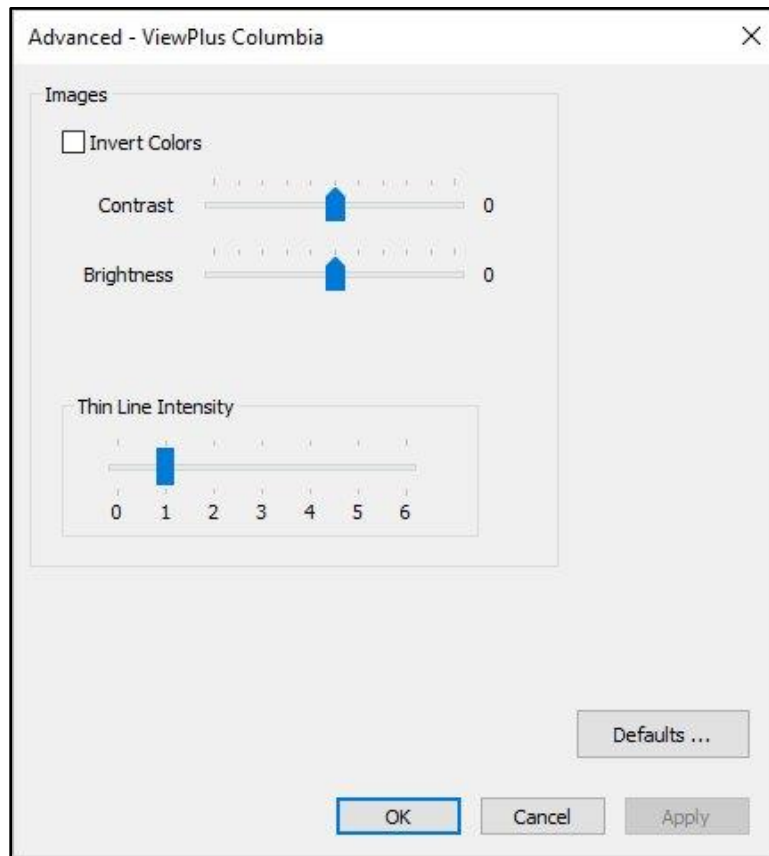 Advanced - ViewPlus Columbia
Images
Invert Colors
Contrast 0
Brightness 0
Thin Line Intensity
0 1 2 3 4 5 6
Defaults ...
OK Cancel Apply